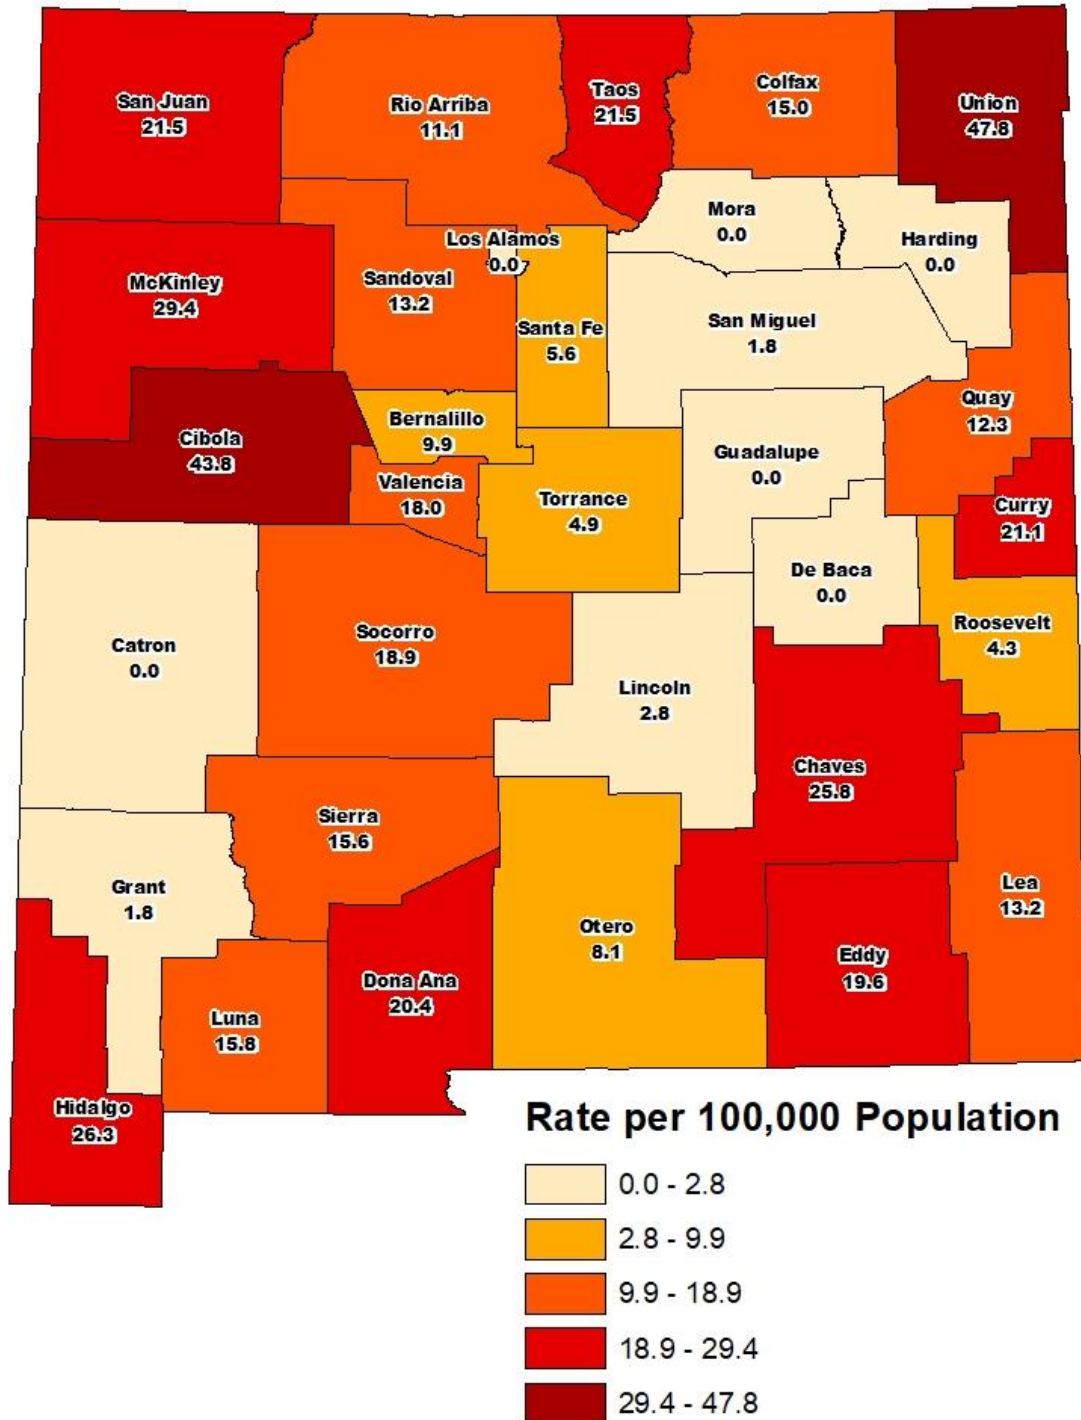 San Juan
21.5
Rio Arriba
11.1
Taos
21.5
Colfax
15.0
Union
47.8
Mora
0.0
Harding
0.0
Los Alamos
0.0
McKinley
29.4
Sandoval
13.2
Santa Fe
5.6
San Miguel
1.8
Quay
12.3
Cibola
43.8
Bernalillo
9.9
Guadalupe
0.0
Valencia
18.0
Torrance
4.9
Curry
21.1
De Baca
0.0
Roosevelt
4.3
Catron
0.0
Socorro
18.9
Lincoln
2.8
Chaves
25.8
Sierra
15.6
Grant
1.8
Lea
13.2
Otero
8.1
Eddy
19.6
Dona Ana
20.4
Luna
15.8
Hidalgo
26.3
Rate per 100,000 Population
0.0 - 2.8
2.8 - 9.9
9.9 - 18.9
18.9 - 29.4
29.4 - 47.8